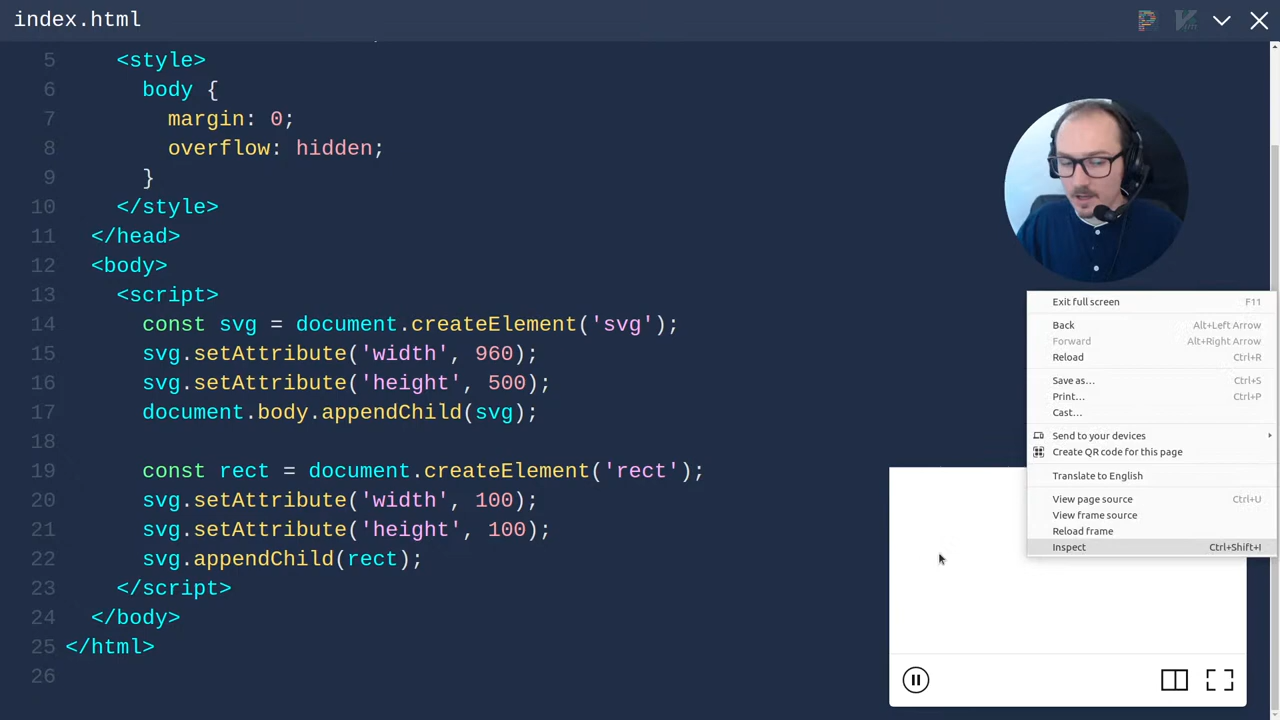 index.html
5 <style>
6 body {
7 margin: 0;
8 overflow: hidden;
9 }
10 </style>
11 </head>
12 <body>
13 <script>
14 const svg = document.createElement('svg');
15 svg.setAttribute('width', 960);
16 svg.setAttribute('height', 500);
17 document.body.appendChild(svg);
18
19 const rect = document.createElement('rect');
20 svg.setAttribute('width', 100);
21 svg.setAttribute('height', 100);
22 svg.appendChild(rect);
23 </script>
24 </body>
25 </html>
26
Exit full screen F11
Back Alt+Left Arrow
Forward Alt+Right Arrow
Reload Ctrl+R
Save as... Ctrl+S
Print... Ctrl+P
Cast...
Send to your devices
Create QR code for this page
Translate to English
View page source Ctrl+U
View frame source
Reload frame
Inspect Ctrl+Shift+I